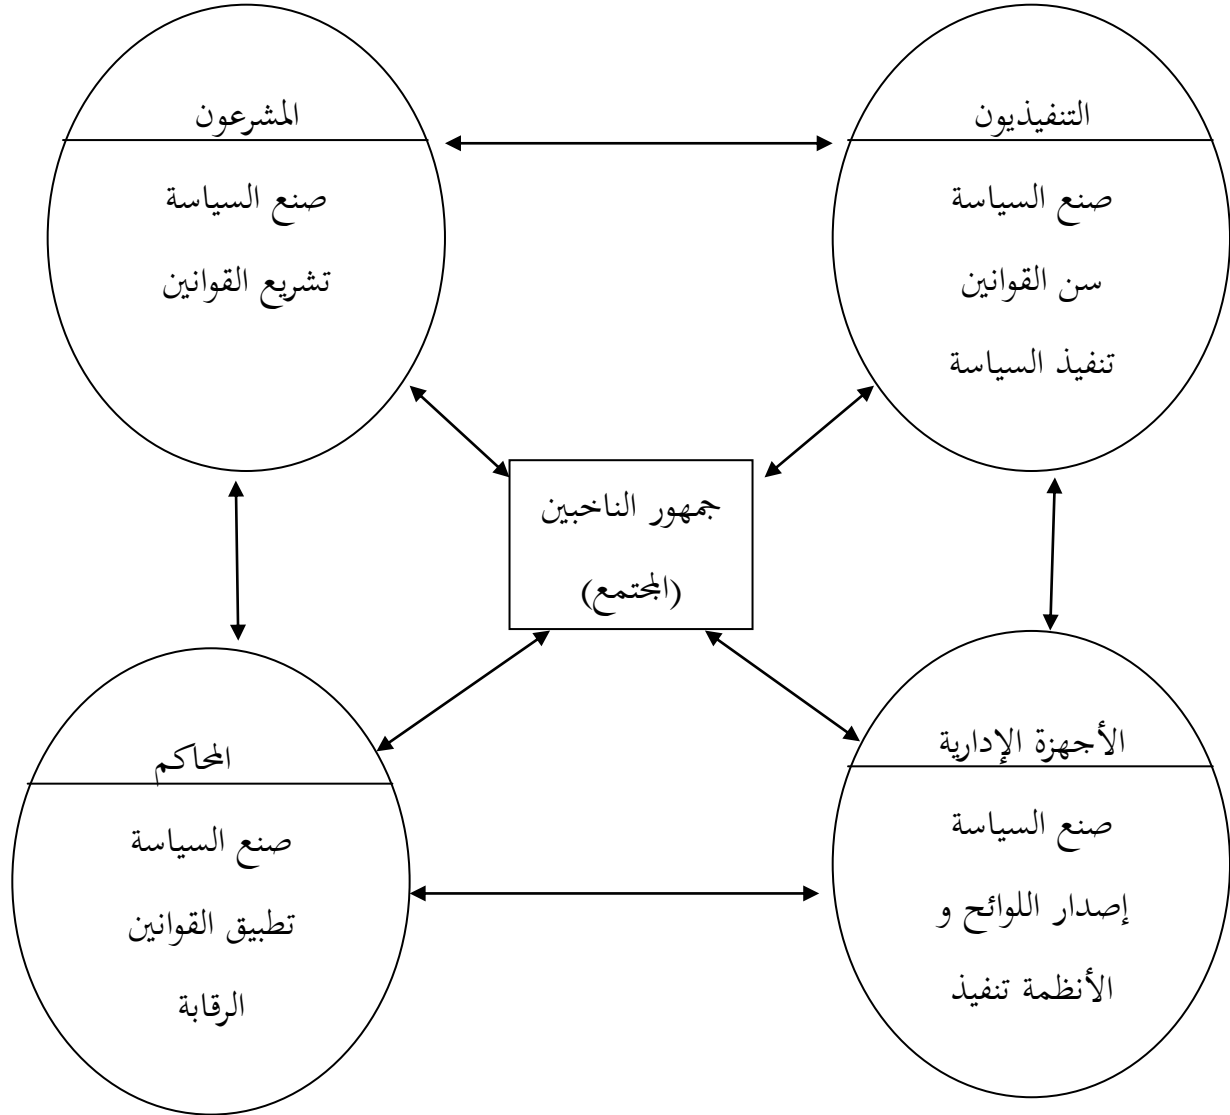 التنفيذيون
صنع السياسة
سن القوانين
تنفيذ السياسة
المشرعون
صنع السياسة
تشريع القوانين
جمهور الناخبين
(المجتمع)
الأجهزة الإدارية
صنع السياسة
إصدار اللوائح و
الأنظمة تنفيذ
المحاكم
صنع السياسة
تطبيق القوانين
الرقابة